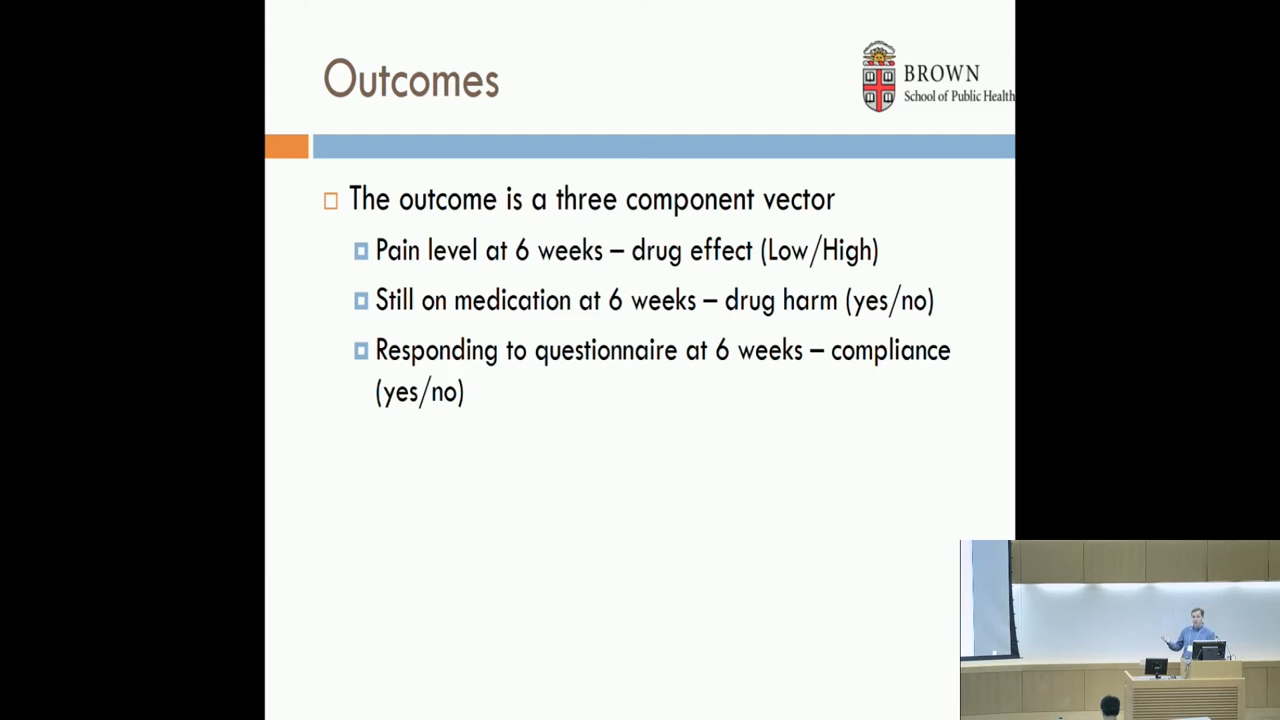 Outcomes
BROWN
School of Public Health
The outcome is a three component vector
Pain level at 6 weeks – drug effect (Low/High)
Still on medication at 6 weeks – drug harm (yes/no)
Responding to questionnaire at 6 weeks – compliance
(yes/no)